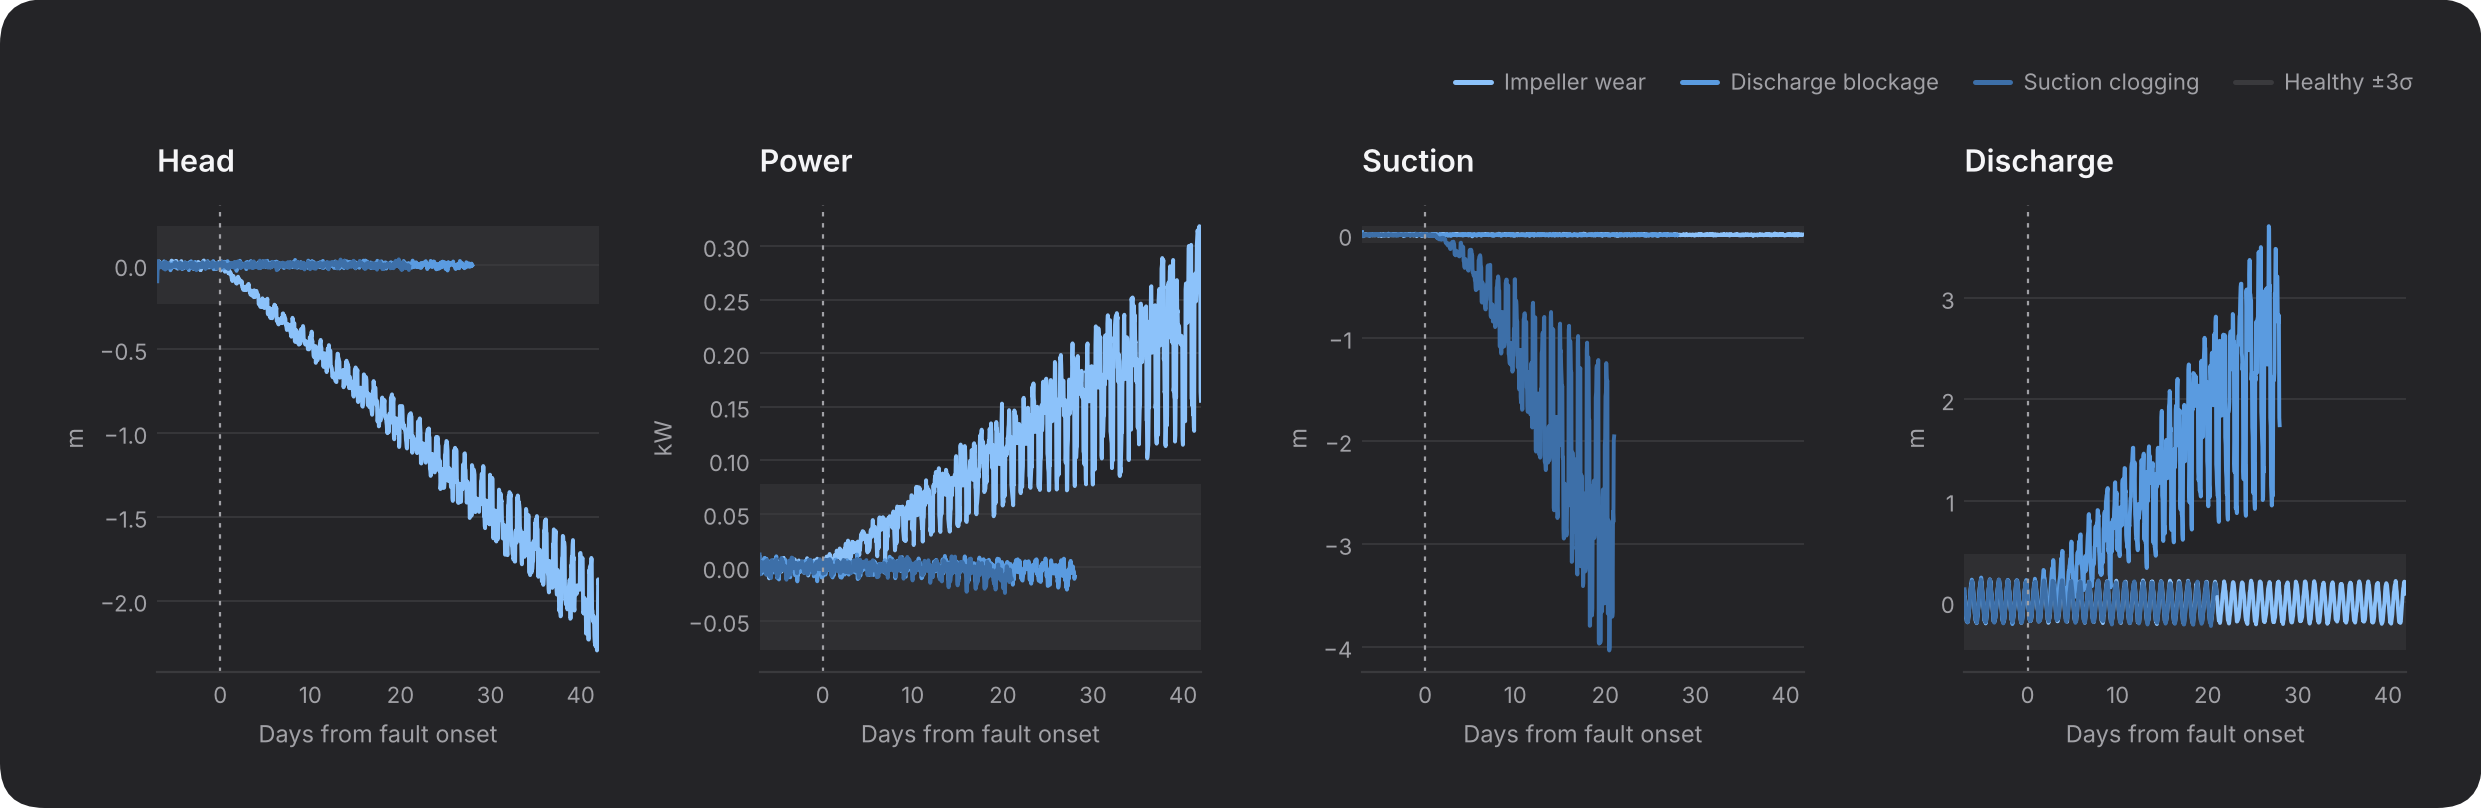 Impeller wear
Discharge blockage
Suction clogging
Healthy ±3σ
Head
m
0.0
−0.5
−1.0
−1.5
−2.0
0 10 20 30 40
Days from fault onset
Power
kW
0.30
0.25
0.20
0.15
0.10
0.05
0.00
−0.05
0 10 20 30 40
Days from fault onset
Suction
m
0
−1
−2
−3
−4
0 10 20 30 40
Days from fault onset
Discharge
m
3
2
1
0
0 10 20 30 40
Days from fault onset